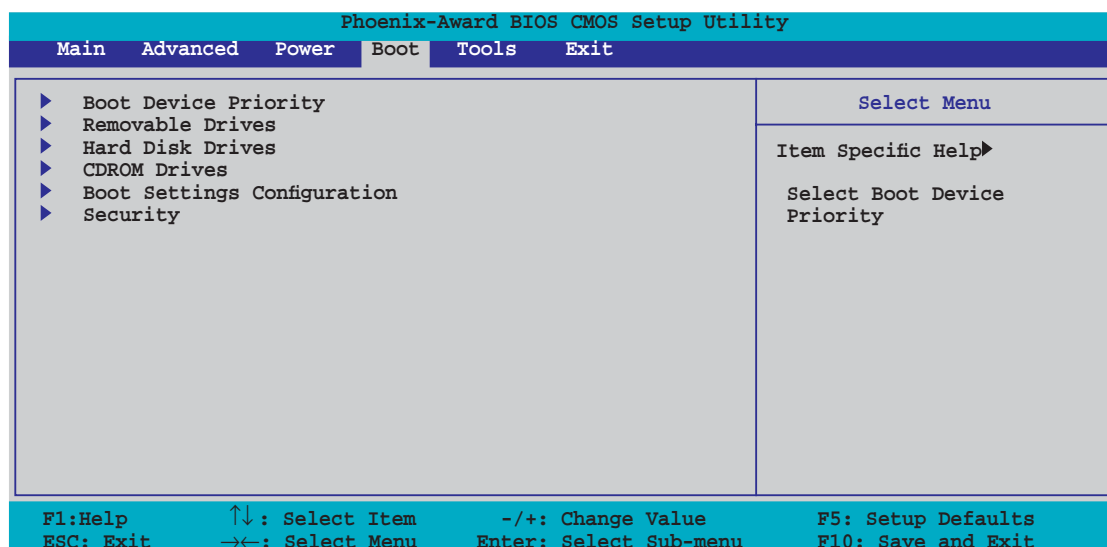 Phoenix-Award BIOS CMOS Setup Utility
Main Advanced Power Boot Tools Exit
Boot Device Priority
Removable Drives
Hard Disk Drives
CDROM Drives
Boot Settings Configuration
Security
Select Menu
Item Specific Help▶
Select Boot Device
Priority
F1:Help ↑↓: Select Item -/+: Change Value F5: Setup Defaults
ESC: Exit →←: Select Menu Enter: Select Sub-menu F10: Save and Exit